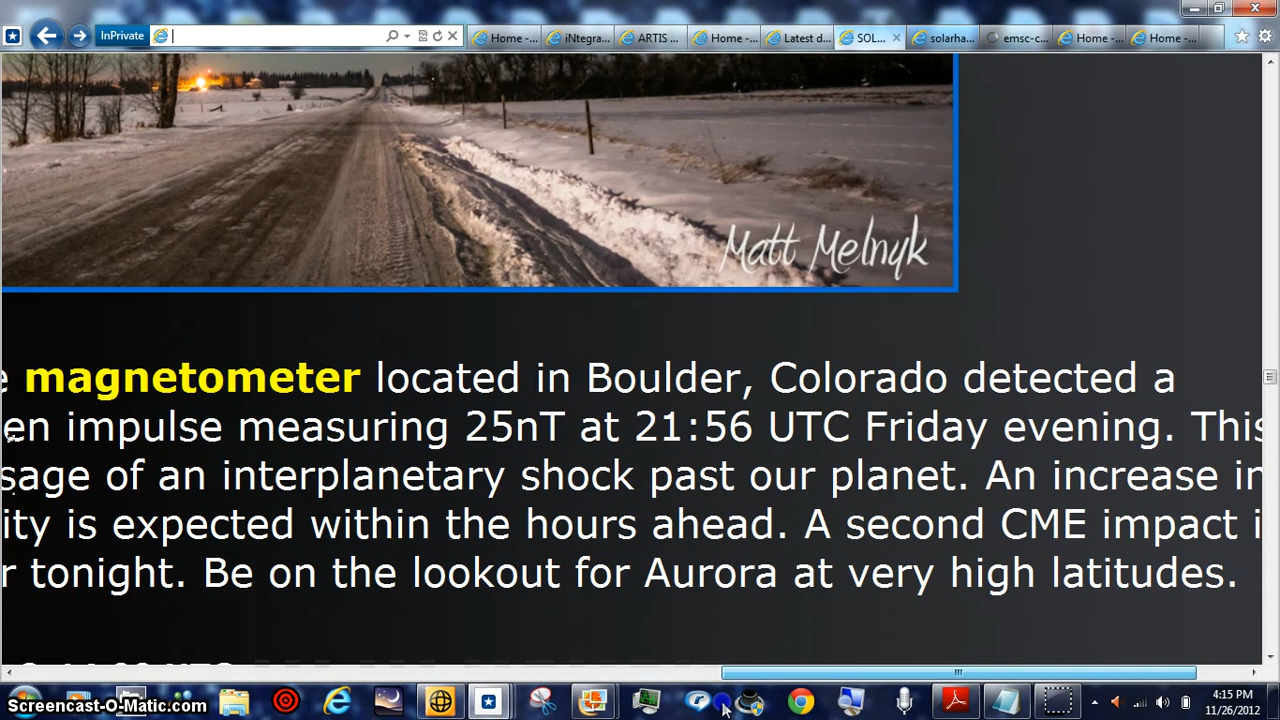 InPrivate
Home -...
iNtegra...
ARTIS ...
Home -...
Latest d...
SOL...
solarha...
emsc-c...
Home -...
Home -...
Matt Melnyk
e magnetometer located in Boulder, Colorado detected a
en impulse measuring 25nT at 21:56 UTC Friday evening. This
sage of an interplanetary shock past our planet. An increase in
ity is expected within the hours ahead. A second CME impact i
r tonight. Be on the lookout for Aurora at very high latitudes.
Screencast-O-Matic.com
4:15 PM
11/26/2012